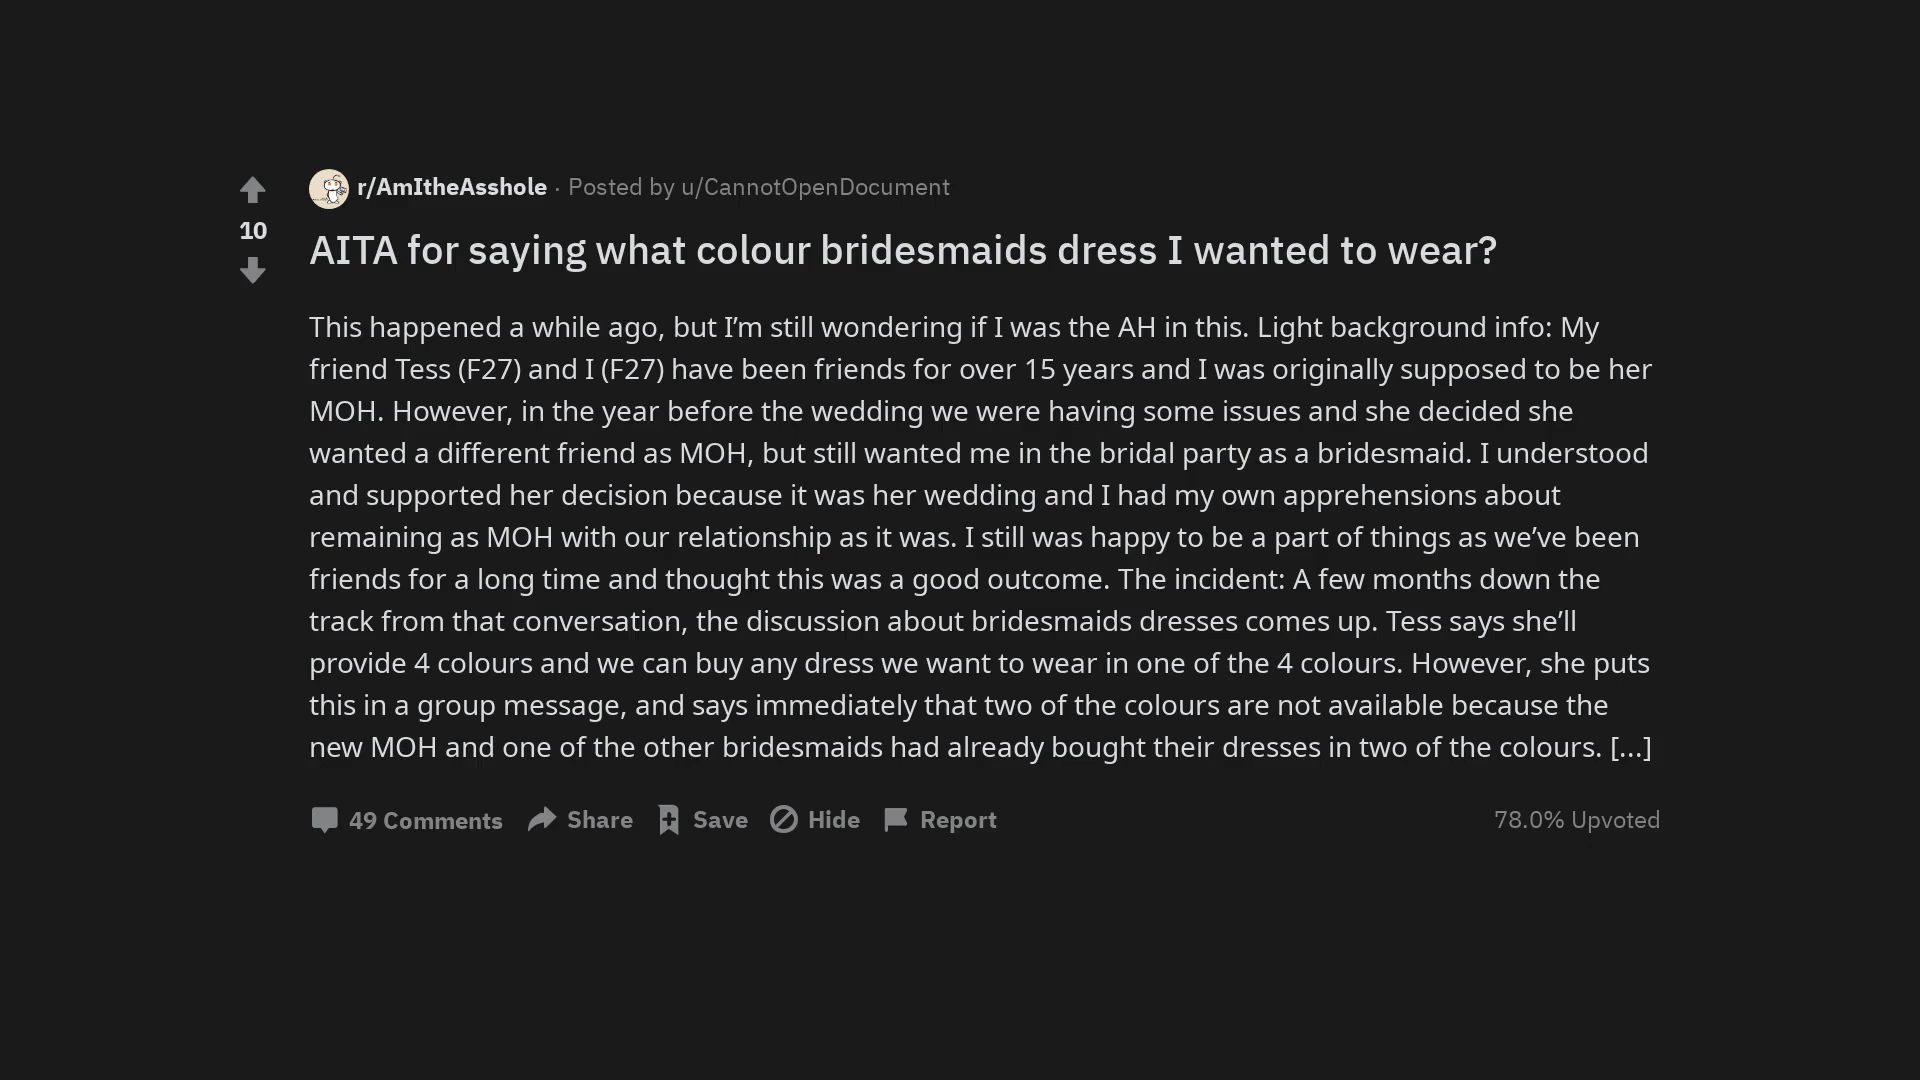 r/AmItheAsshole · Posted by u/CannotOpenDocument
10
AITA for saying what colour bridesmaids dress I wanted to wear?
This happened a while ago, but I’m still wondering if I was the AH in this. Light background info: My
friend Tess (F27) and I (F27) have been friends for over 15 years and I was originally supposed to be her
MOH. However, in the year before the wedding we were having some issues and she decided she
wanted a different friend as MOH, but still wanted me in the bridal party as a bridesmaid. I understood
and supported her decision because it was her wedding and I had my own apprehensions about
remaining as MOH with our relationship as it was. I still was happy to be a part of things as we’ve been
friends for a long time and thought this was a good outcome. The incident: A few months down the
track from that conversation, the discussion about bridesmaids dresses comes up. Tess says she’ll
provide 4 colours and we can buy any dress we want to wear in one of the 4 colours. However, she puts
this in a group message, and says immediately that two of the colours are not available because the
new MOH and one of the other bridesmaids had already bought their dresses in two of the colours. [...]
49 Comments Share Save Hide Report 78.0% Upvoted